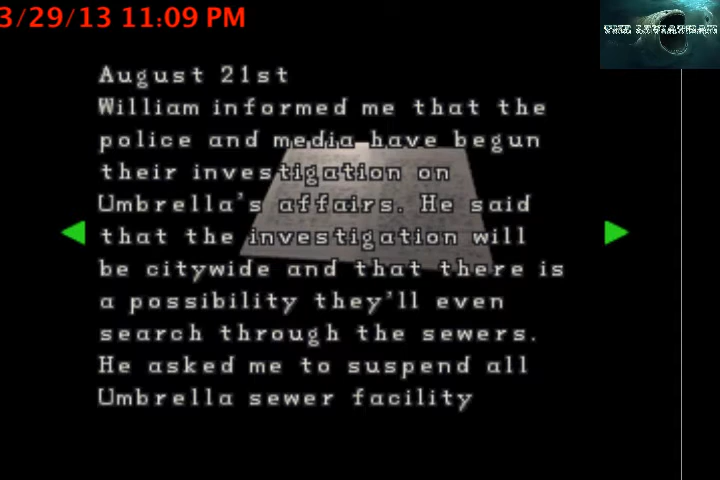 3/29/13 11:09 PM
August 21st
William informed me that the
police and media have begun
their investigation on
Umbrella's affairs. He said
that the investigation will
be citywide and that there is
a possibility they'll even
search through the sewers.
He asked me to suspend all
Umbrella sewer facility